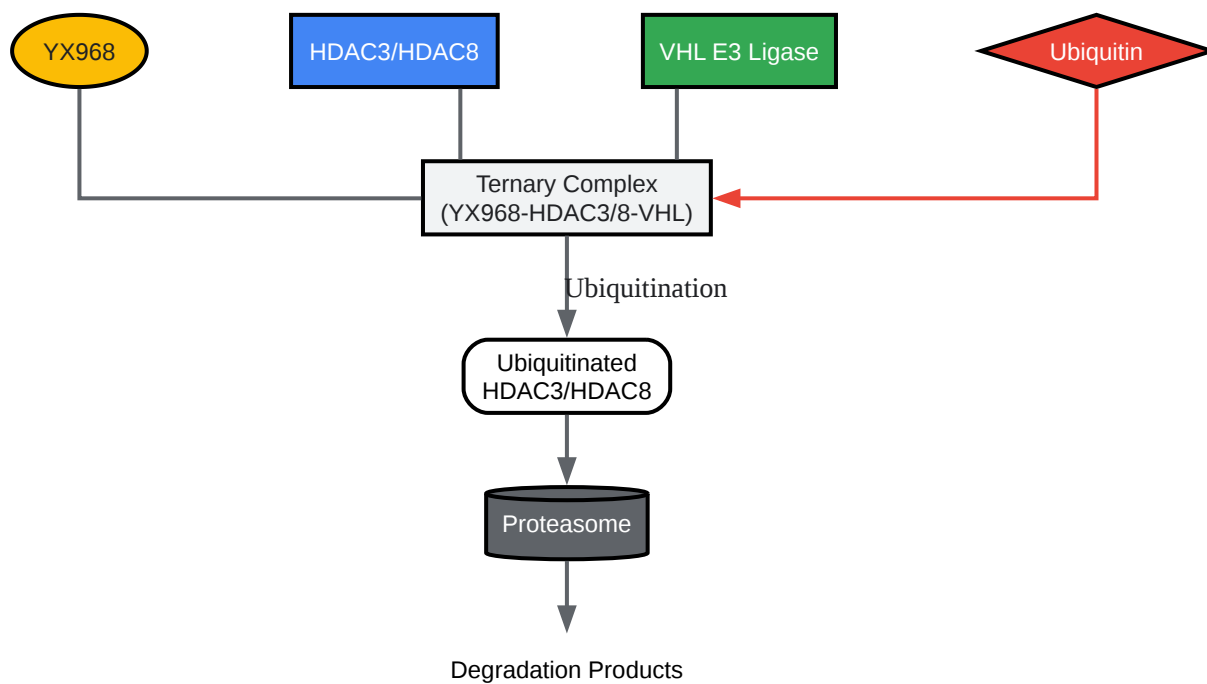 YX968
HDAC3/HDAC8
VHL E3 Ligase
Ubiquitin
Ternary Complex
(YX968-HDAC3/8-VHL)
Ubiquitination
Ubiquitinated
HDAC3/HDAC8
Proteasome
Degradation Products